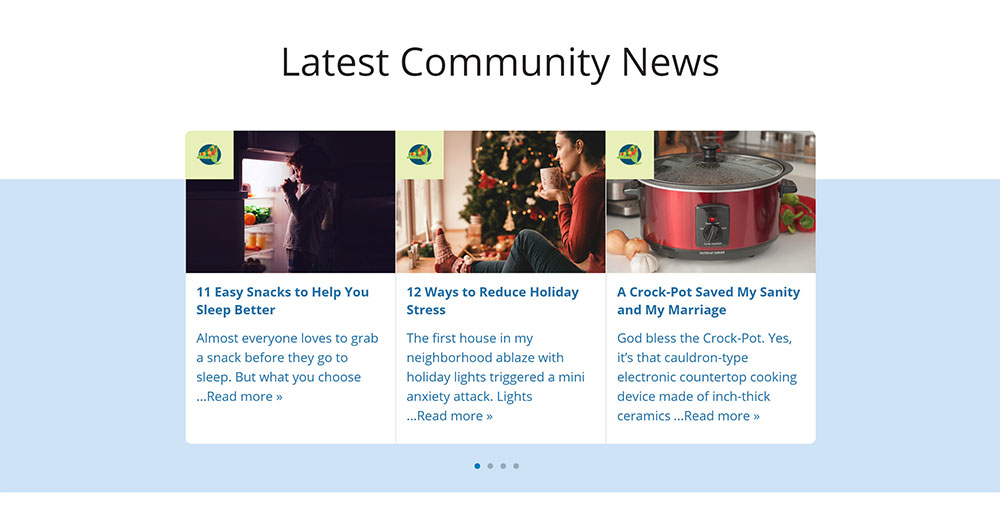 Latest Community News
11 Easy Snacks to Help You
Sleep Better
Almost everyone loves to grab
a snack before they go to
sleep. But what you choose
...Read more »
12 Ways to Reduce Holiday
Stress
The first house in my
neighborhood ablaze with
holiday lights triggered a mini
anxiety attack. Lights
...Read more »
A Crock-Pot Saved My Sanity
and My Marriage
God bless the Crock-Pot. Yes,
it’s that cauldron-type
electronic countertop cooking
device made of inch-thick
ceramics ...Read more »